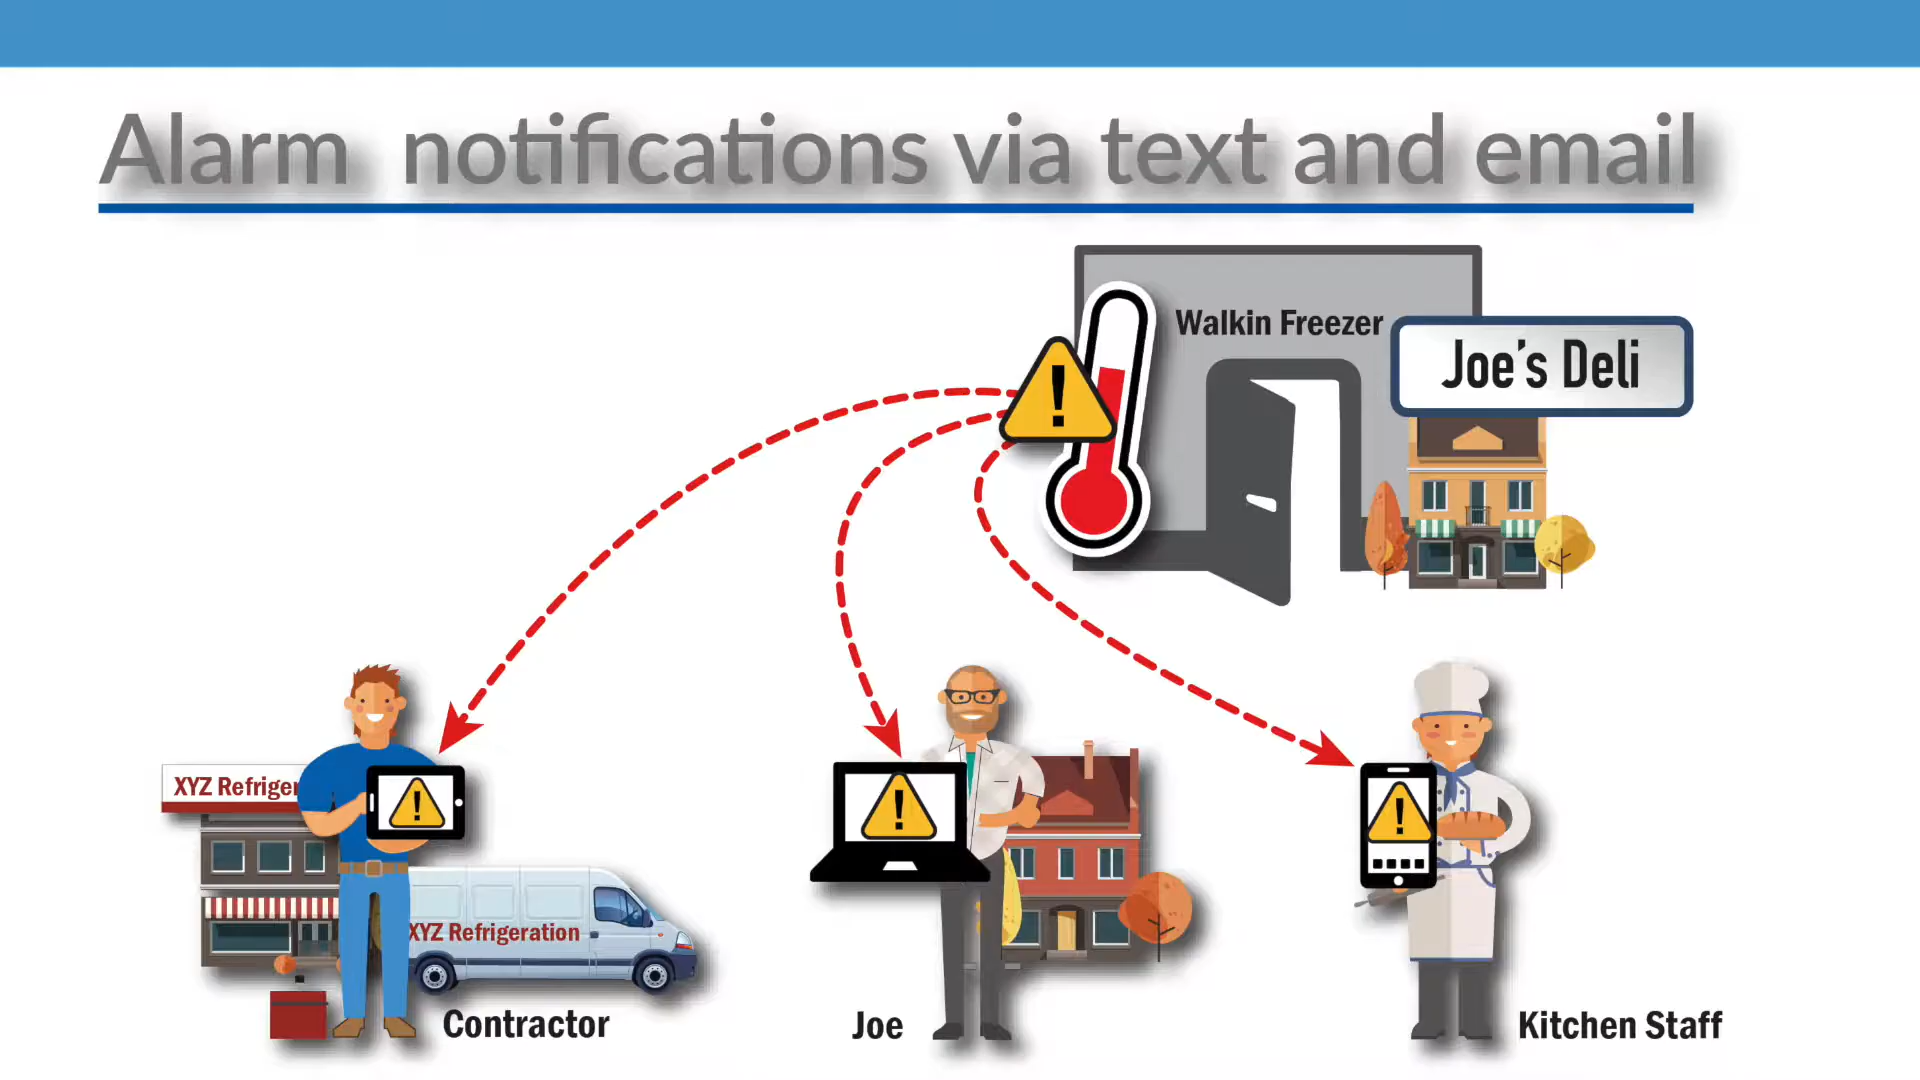 Alarm  notifications via text and email
Walkin Freezer
Joe's Deli
XYZ Refriger
XYZ Refrigeration
Contractor
Joe
Kitchen Staff